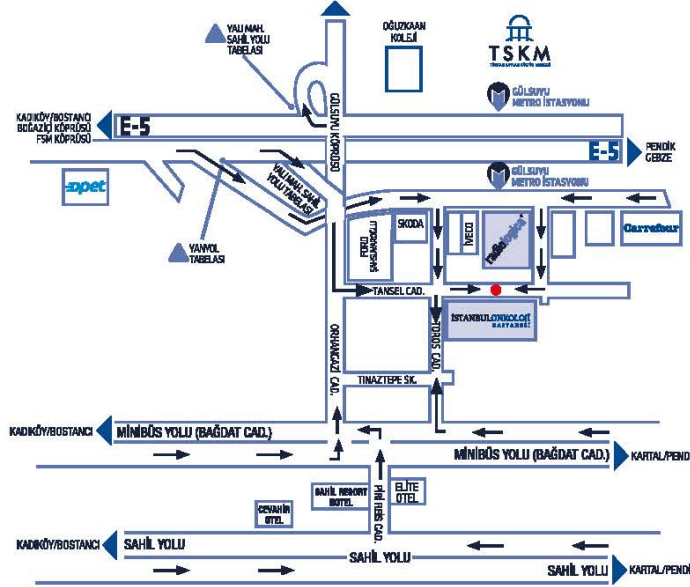 YALI MAH.
SAHİL YOLU
TABELASI
OĞUZKAAN
KOLEJİ
TSKM
GÜLSUYU
METRO İSTASYONU
KADIKÖY/BOSTANCI
BOĞAZİÇİ KÖPRÜSÜ
FSM KÖPRÜSÜ
E-5
GÜLSUYU KÖPRÜSÜ
E-5
PENDİK
GEBZE
opet
YALI MAH. SAHİL
YOLU TABELASI
GÜLSUYU
METRO İSTASYONU
YANYOL
TABELASI
FORD
SKODA
İVECO
radiologica
Carrefour
TANSEL CAD.
İSTANBULONKOLOJİ
HASTANESİ
ORHANGAZİ CAD.
TOROS CAD.
TINAZTEPE SK.
KADIKÖY/BOSTANCI
MİNİBÜS YOLU (BAĞDAT CAD.)
MİNİBÜS YOLU (BAĞDAT CAD.)
KARTAL/PENDİ
SAHİL RESORT
HOTEL
ELİTE
OTEL
CEVAHİR
OTEL
PİRİ REİS CAD.
KADIKÖY/BOSTANCI
SAHİL YOLU
SAHİL YOLU
SAHİL YOLU
KARTAL/PENDİ